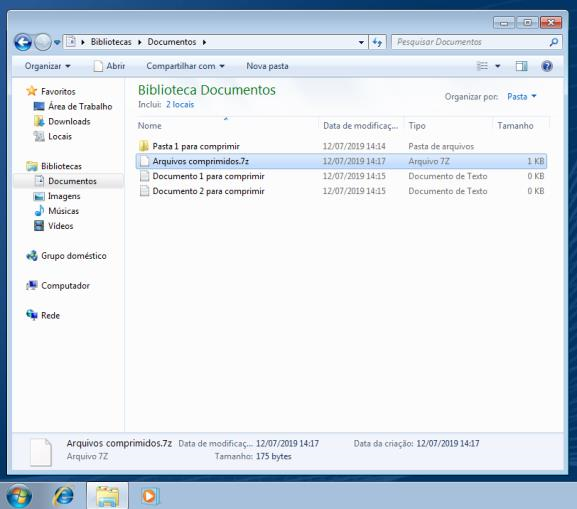 Bibliotecas Documentos
Pesquisar Documentos
Organizar Abrir Compartilhar com Nova pasta
Favoritos
Área de Trabalho
Downloads
Locais
Bibliotecas
Documentos
Imagens
Músicas
Vídeos
Grupo doméstico
Computador
Rede
Biblioteca Documentos
Inclui: 2 locais
Organizar por: Pasta
Nome Data de modificaç... Tipo Tamanho
Pasta 1 para comprimir 12/07/2019 14:14 Pasta de arquivos
Arquivos comprimidos.7z 12/07/2019 14:17 Arquivo 7Z 1 KB
Documento 1 para comprimir 12/07/2019 14:15 Documento de Texto 0 KB
Documento 2 para comprimir 12/07/2019 14:15 Documento de Texto 0 KB
Arquivos comprimidos.7z Data de modificaç... 12/07/2019 14:17 Data da criação: 12/07/2019 14:17
Arquivo 7Z Tamanho: 175 bytes